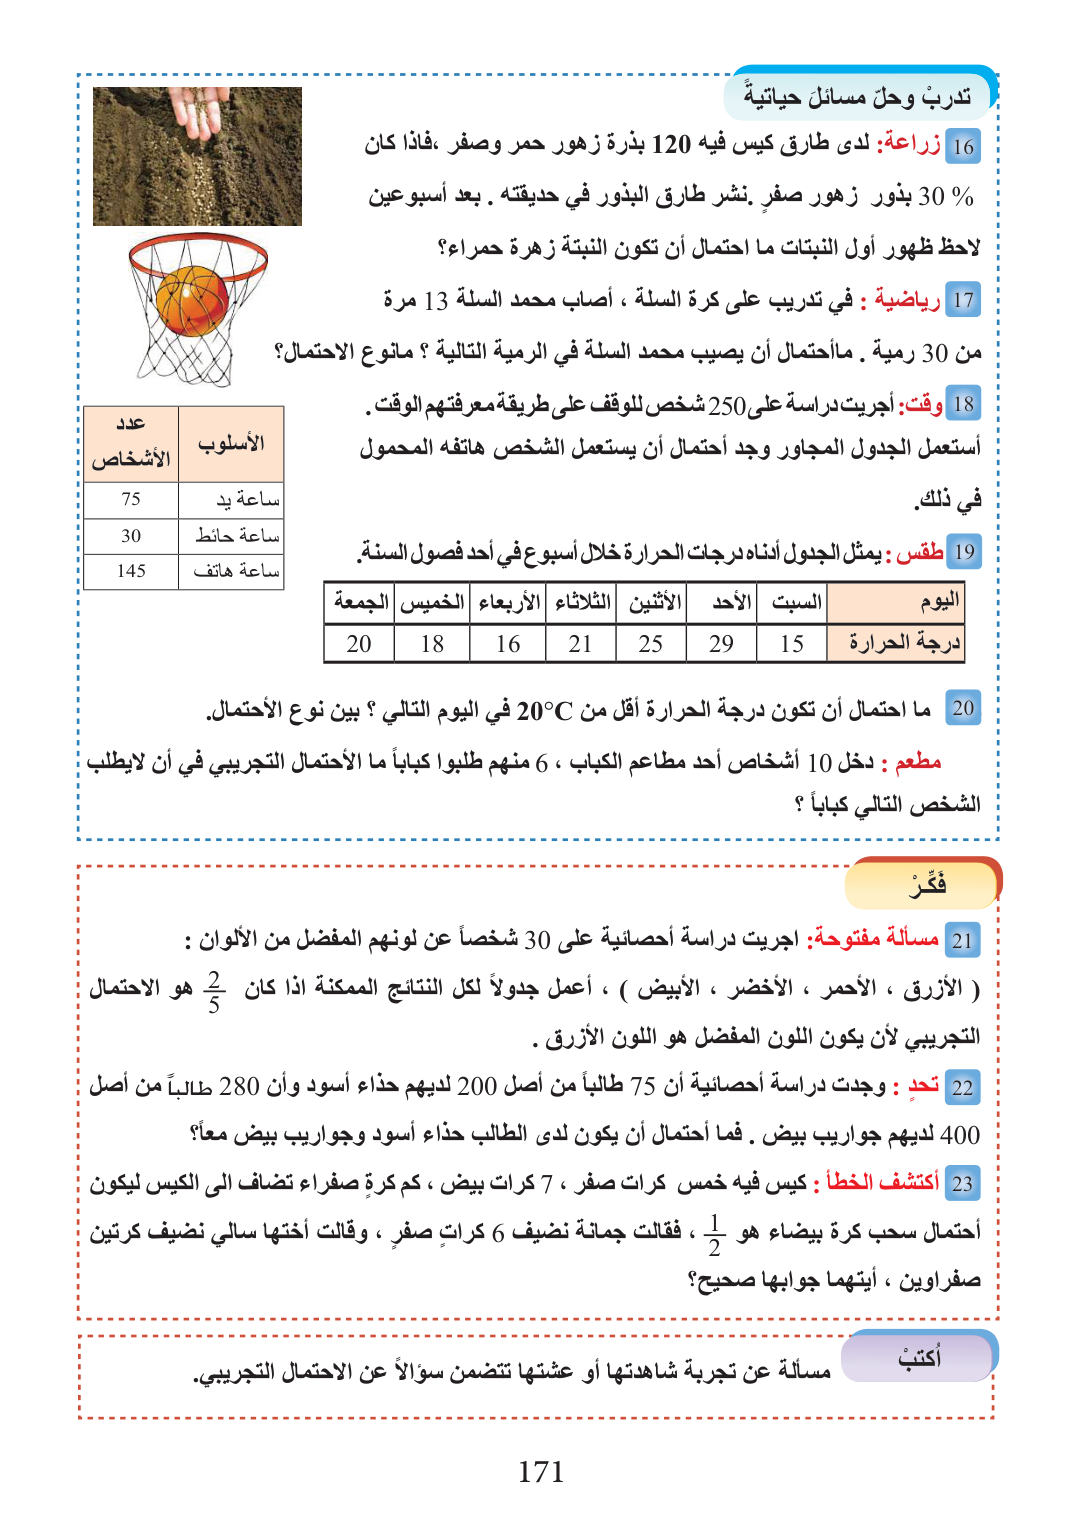 تدربْ وحلّ مسائلَ حياتيةً
16 زراعة: لدى طارق كيس فيه 120 بذرة زهور حمر وصفر ،فاذا كان
% 30 بذور زهور صفرٍ .نشر طارق البذور في حديقته . بعد أسبوعين
لاحظ ظهور أول النبتات ما احتمال أن تكون النبتة زهرة حمراء؟
17 رياضية : في تدريب على كرة السلة ، أصاب محمد السلة 13 مرة
من 30 رمية . ماأحتمال أن يصيب محمد السلة في الرمية التالية ؟ مانوع الاحتمال؟
18 وقت: أجريت دراسة على 250 شخص للوقف على طريقة معرفتهم الوقت.
أستعمل الجدول المجاور وجد أحتمال أن يستعمل الشخص هاتفه المحمول
في ذلك.
الأسلوب عدد الأشخاص
ساعة يد 75
ساعة حائط 30
ساعة هاتف 145
19 طقس : يمثل الجدول أدناه درجات الحرارة خلال أسبوع في أحد فصول السنة.
اليوم السبت الأحد الأثنين الثلاثاء الأربعاء الخميس الجمعة
درجة الحرارة 15 29 25 21 16 18 20
20 ما احتمال أن تكون درجة الحرارة أقل من 20°C في اليوم التالي ؟ بين نوع الأحتمال.
مطعم : دخل 10 أشخاص أحد مطاعم الكباب ، 6 منهم طلبوا كباباً ما الأحتمال التجريبي في أن لايطلب
الشخص التالي كباباً ؟
فَكِّـرْ
21 مسألة مفتوحة: اجريت دراسة أحصائية على 30 شخصاً عن لونهم المفضل من الألوان :
( الأزرق ، الأحمر ، الأخضر ، الأبيض ) ، أعمل جدولاً لكل النتائج الممكنة اذا كان 2/5 هو الاحتمال
التجريبي لأن يكون اللون المفضل هو اللون الأزرق .
22 تحدٍ : وجدت دراسة أحصائية أن 75 طالباً من أصل 200 لديهم حذاء أسود وأن 280 طالباً من أصل
400 لديهم جواريب بيض . فما أحتمال أن يكون لدى الطالب حذاء أسود وجواريب بيض معاً؟
23 أكتشف الخطأ : كيس فيه خمس كرات صفر ، 7 كرات بيض ، كم كرةٍ صفراء تضاف الى الكيس ليكون
أحتمال سحب كرة بيضاء هو 1/2 ، فقالت جمانة نضيف 6 كراتٍ صفرٍ ، وقالت أختها سالي نضيف كرتين
صفراوين ، أيتهما جوابها صحيح؟
اُكتبْ
مسألة عن تجربة شاهدتها أو عشتها تتضمن سؤالاً عن الاحتمال التجريبي.
171